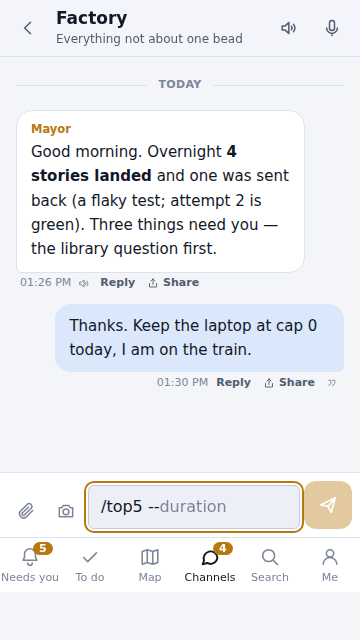 Factory
Everything not about one bead
TODAY
Mayor
Good morning. Overnight 4
stories landed and one was sent
back (a flaky test; attempt 2 is
green). Three things need you —
the library question first.
01:26 PM Reply Share
Thanks. Keep the laptop at cap 0
today, I am on the train.
01:30 PM Reply Share
/top5 --duration
5
4
Needs you To do Map Channels Search Me